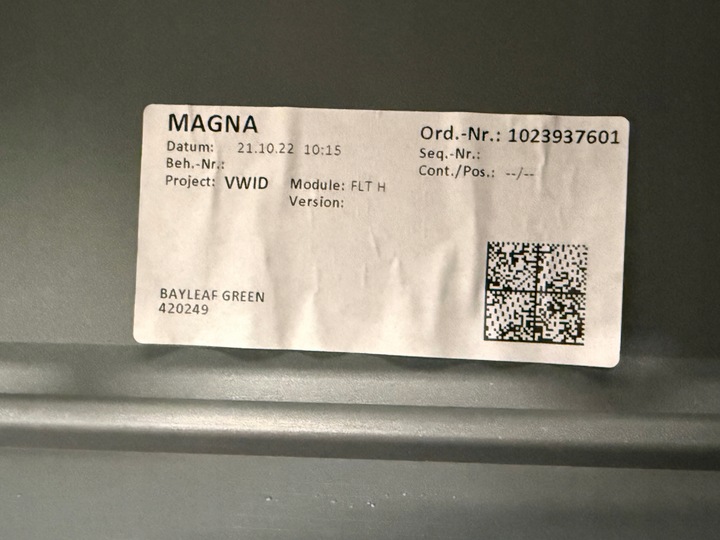 MAGNA
Datum: 21.10.22 10:15
Beh.-Nr.:
Project: VWID Module: FLT H
Version:
Ord.-Nr.: 1023937601
Seq.-Nr.:
Cont./Pos.: --/--
BAYLEAF GREEN
420249